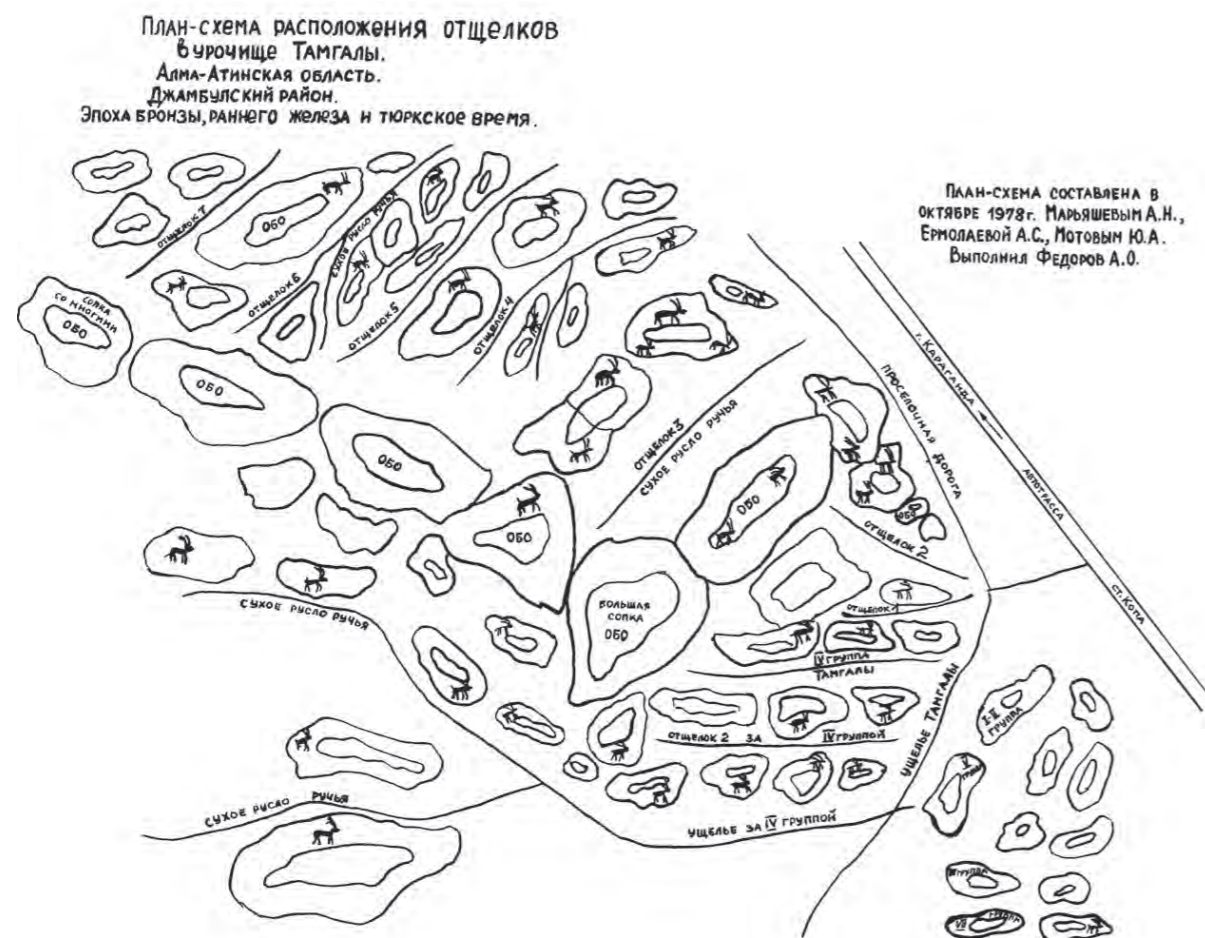 План-схема расположения отщелков
в урочище Тамгалы.
Алма-Атинская область.
Джамбулский район.
Эпоха бронзы, раннего железа и тюркское время.
План-схема составлена в
октябре 1978г. Марьяшевым А.Н.,
Ермолаевой А.С., Мотовым Ю.А.
Выполнил Федоров А.О.
отщелок 7
ОБО
сухое русло ручья
отщелок 6
отщелок 5
отщелок 4
сопка
со многими
ОБО
ОБО
ОБО
ОБО
отщелок 3
сухое русло ручья
ОБО
ОБО
проселочная дорога
г. Караганда
автотрасса
ст. Копа
отщелок 2
отщелок 1
большая
сопка
ОБО
сухое русло ручья
IV группа
Тамгалы
отщелок 2 за IV группой
ущелье Тамгалы
I-II
группа
V
группа
сухое русло ручья
ущелье за IV группой
группа
VII группа